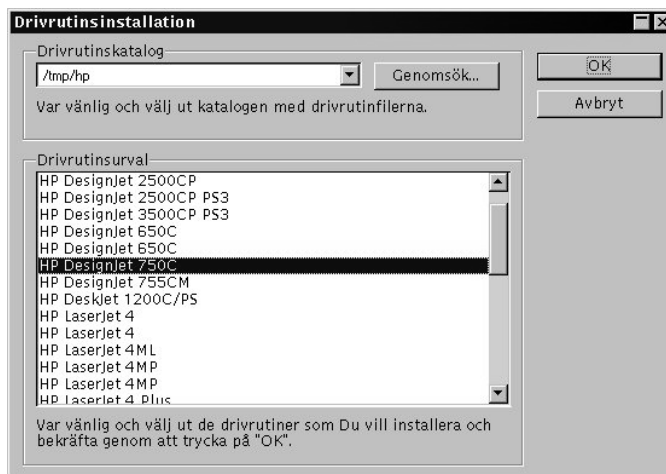 Drivrutinsinstallation
Drivrutinskatalog
/tmp/hp
Genomsök...
OK
Avbryt
Var vänlig och välj ut katalogen med drivrutinfilerna.
Drivrutinsurval
HP DesignJet 2500CP
HP DesignJet 2500CP PS3
HP DesignJet 3500CP PS3
HP DesignJet 650C
HP DesignJet 650C
HP DesignJet 750C
HP DesignJet 755CM
HP DeskJet 1200C/PS
HP LaserJet 4
HP LaserJet 4
HP LaserJet 4ML
HP LaserJet 4MP
HP LaserJet 4MP
HP LaserJet 4 Plus
Var vänlig och välj ut de drivrutiner som Du vill installera och
bekräfta genom att trycka på "OK".